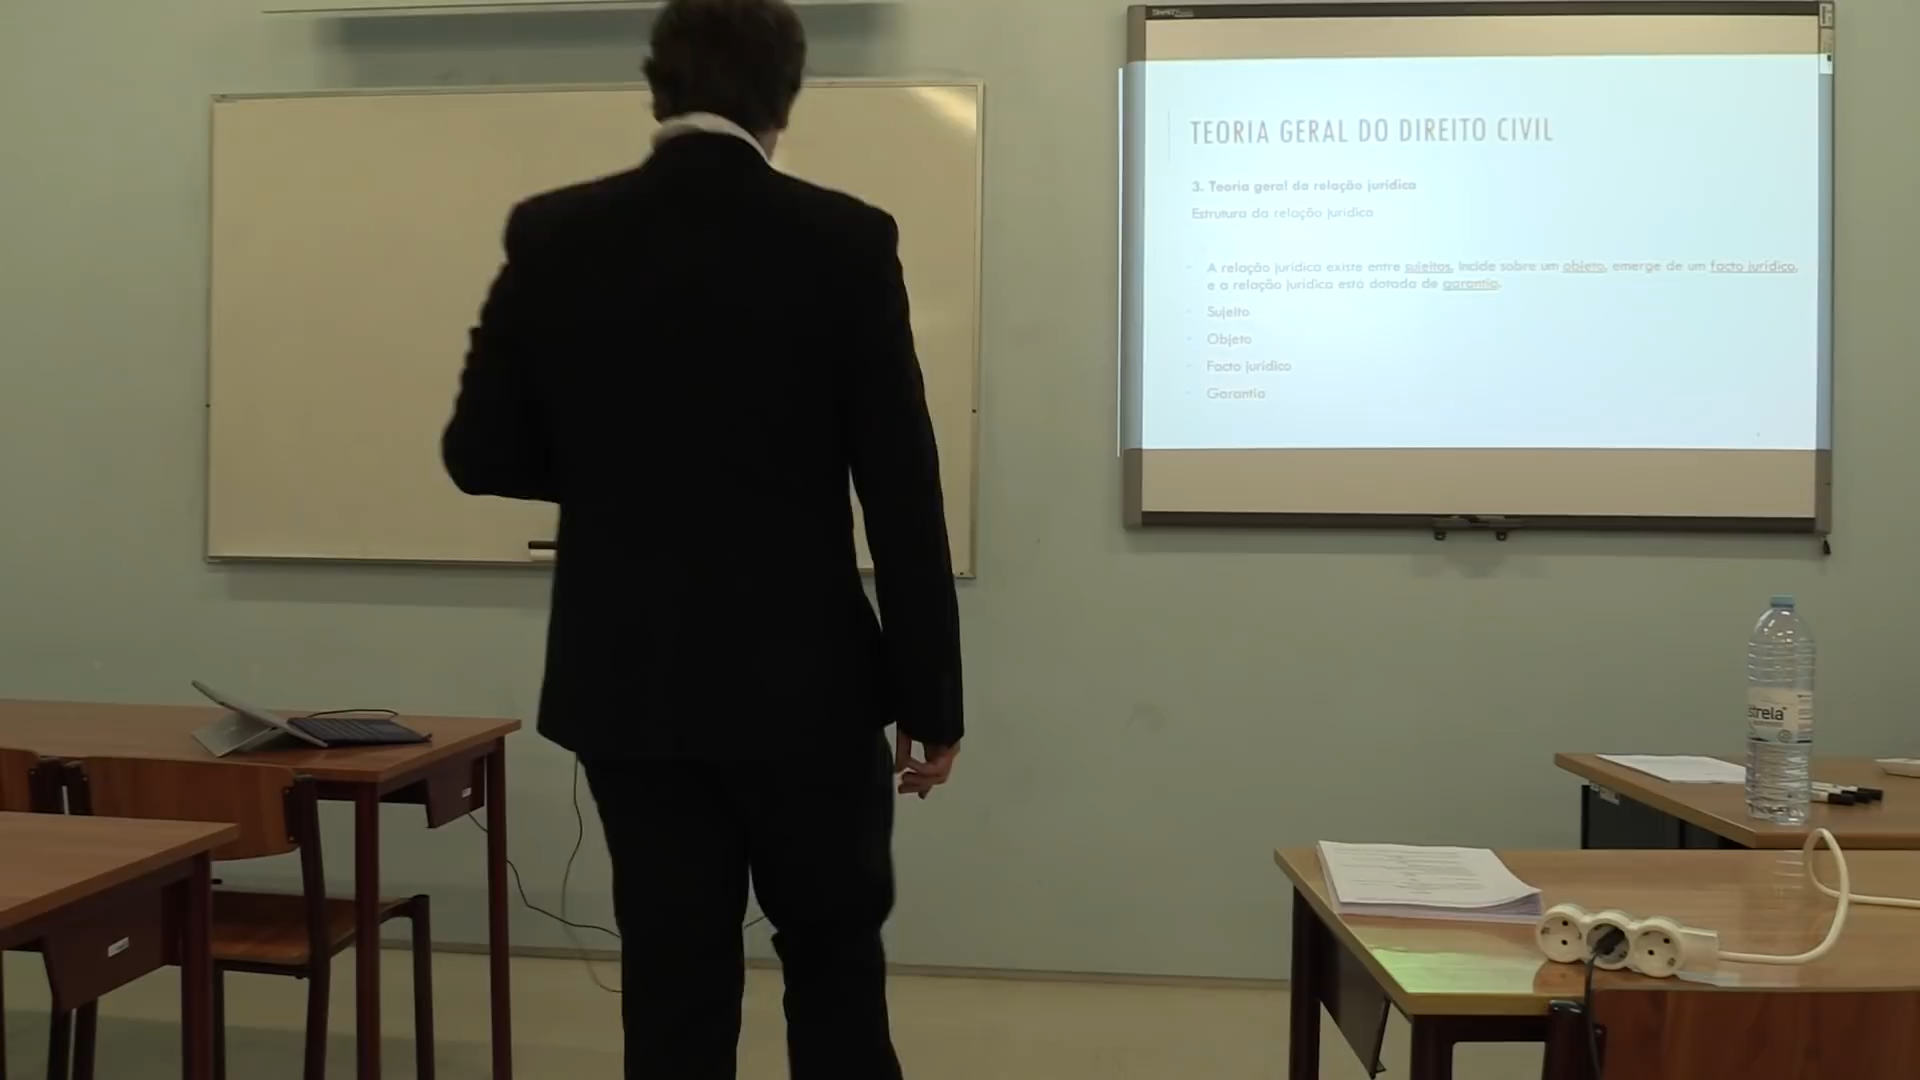 TEORIA GERAL DO DIREITO CIVIL
3. Teoria geral da relação jurídica
Estrutura da relação jurídica
- A relação jurídica existe entre sujeitos, incide sobre um objeto, emerge de um facto jurídico,
e a relação jurídica está dotada de garantia.
- Sujeito
- Objeto
- Facto jurídico
- Garantia
strela